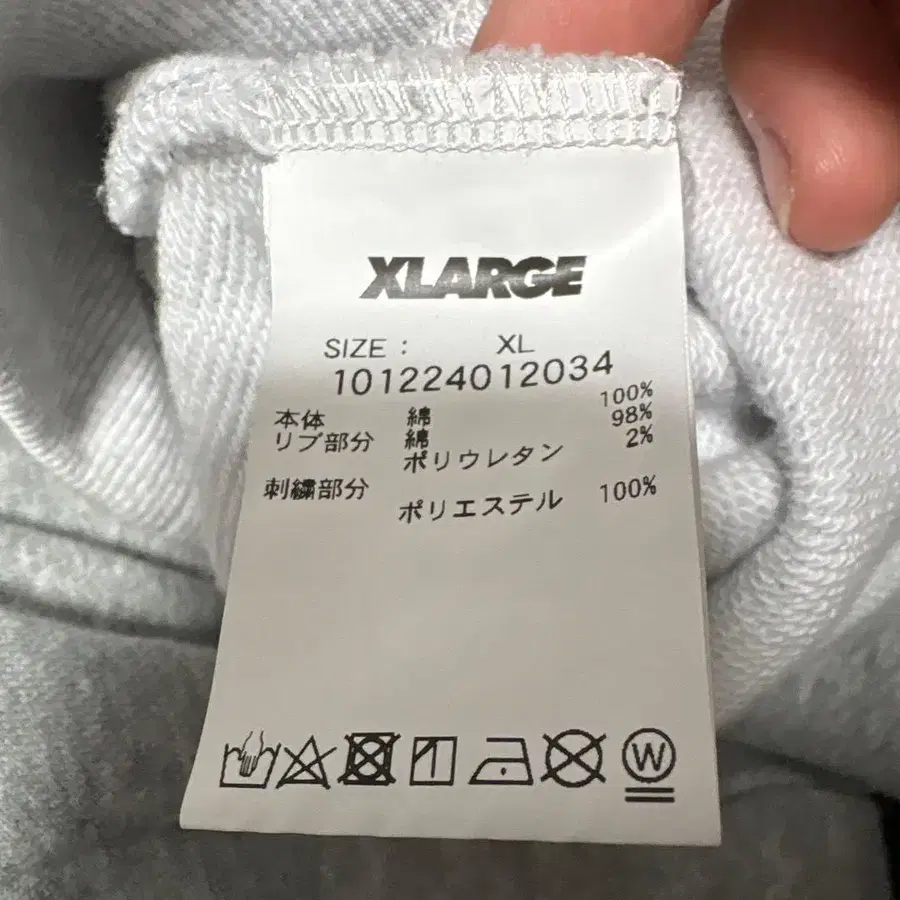 XLARGE
SIZE : XL
101224012034
本体 綿 100%
リブ部分 綿 98%
ポリウレタン 2%
刺繍部分
ポリエステル 100%
W